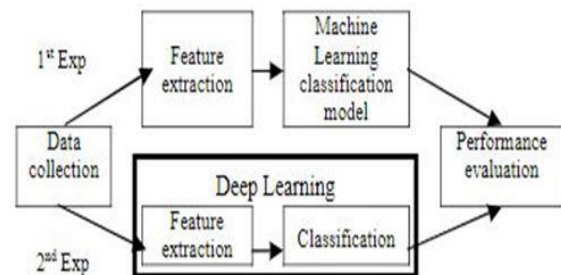 1st Exp
Feature
extraction
Machine
Learning
classification
model
Data
collection
Performance
evaluation
Deep Learning
Feature
extraction
Classification
2nd Exp